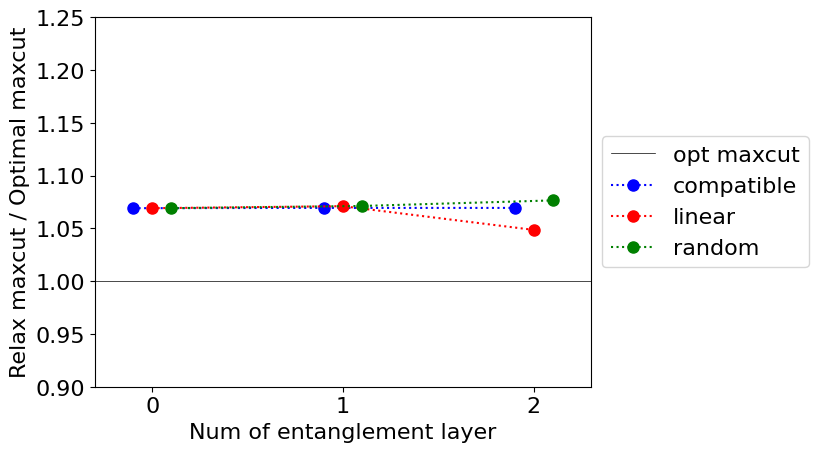 Relax maxcut / Optimal maxcut
1.25
1.20
1.15
1.10
1.05
1.00
0.95
0.90
0
1
2
Num of entanglement layer
opt maxcut
compatible
linear
random